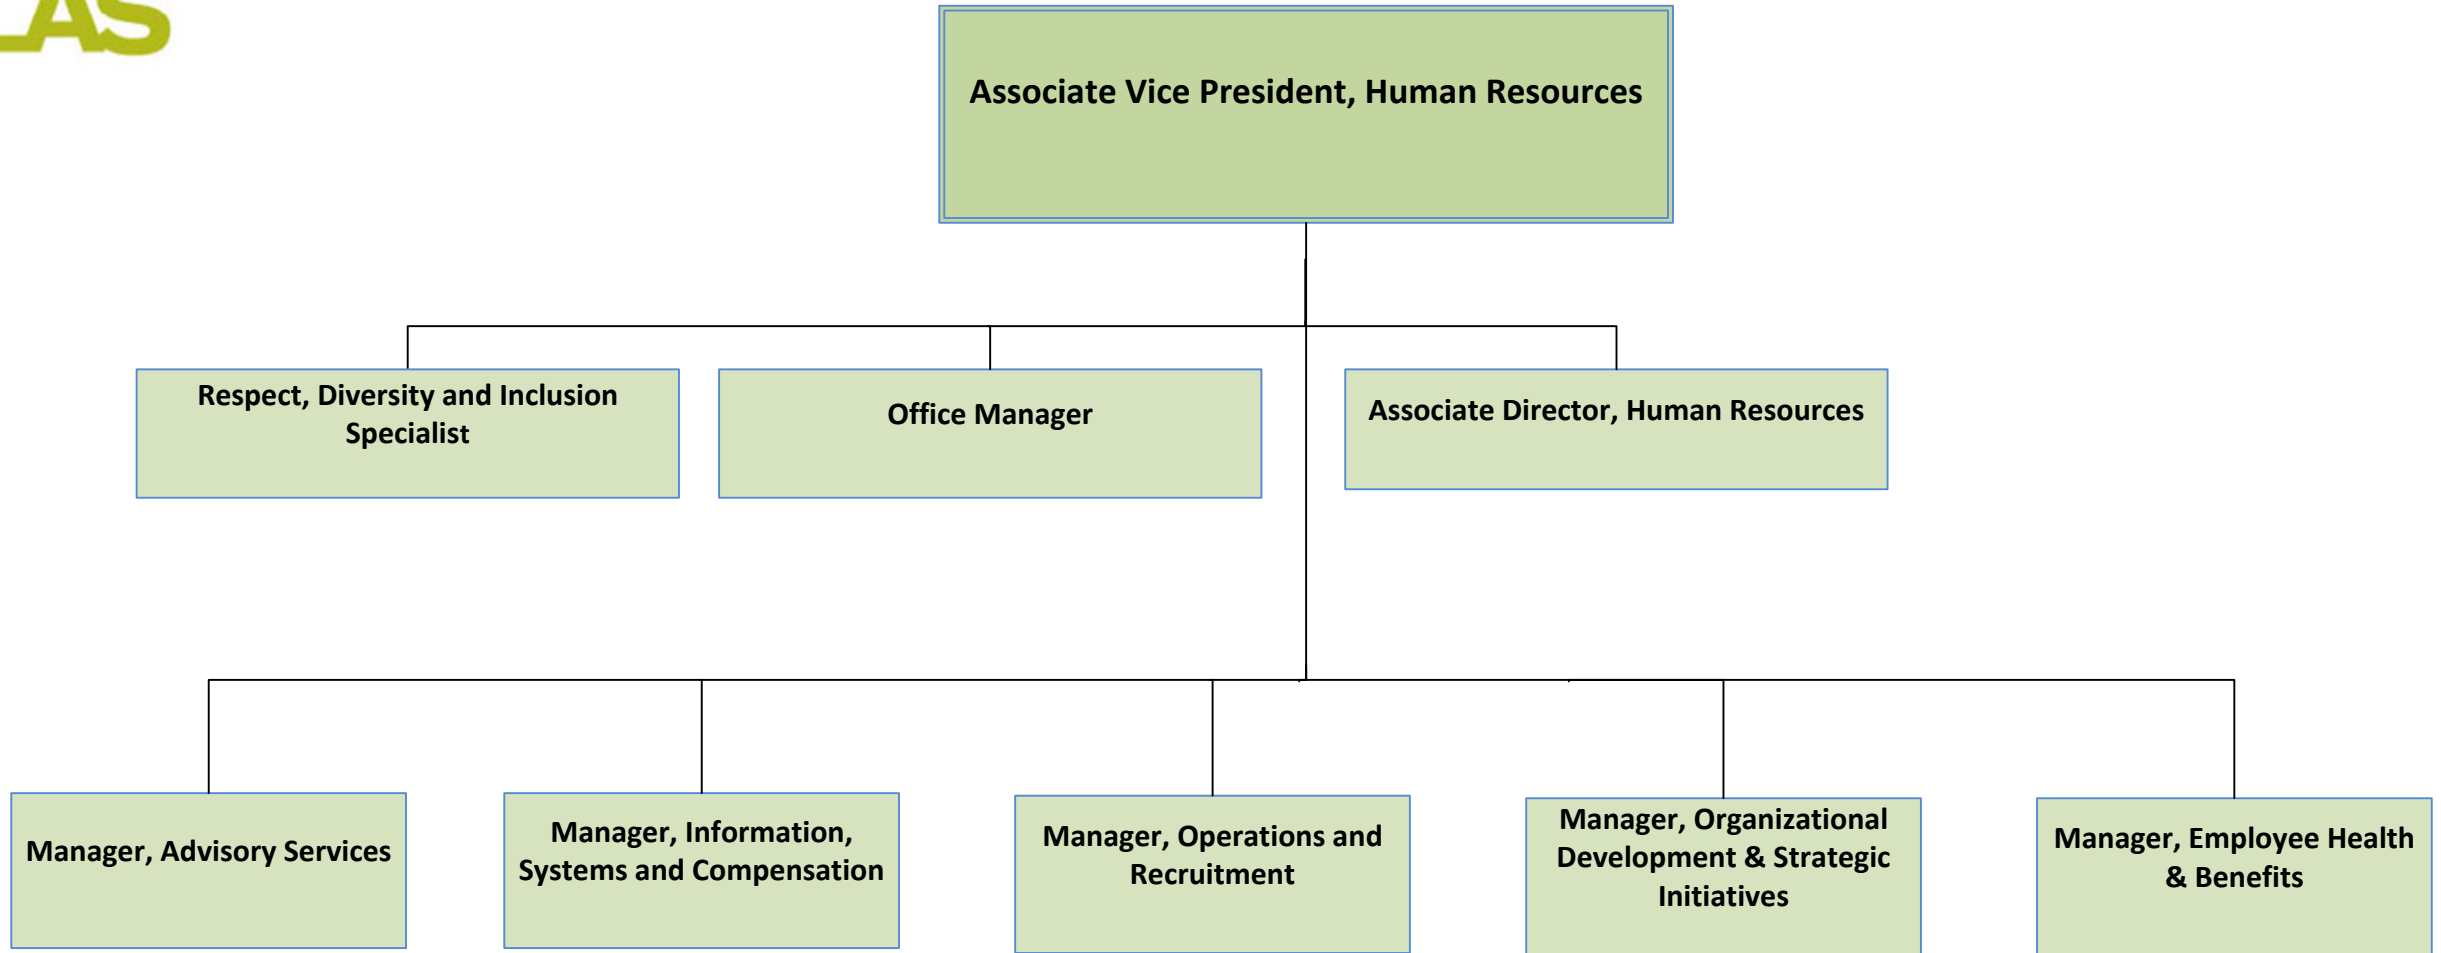 LAS
Associate Vice President, Human Resources
Respect, Diversity and Inclusion
Specialist
Office Manager
Associate Director, Human Resources
Manager, Advisory Services
Manager, Information,
Systems and Compensation
Manager, Operations and
Recruitment
Manager, Organizational
Development & Strategic
Initiatives
Manager, Employee Health
& Benefits